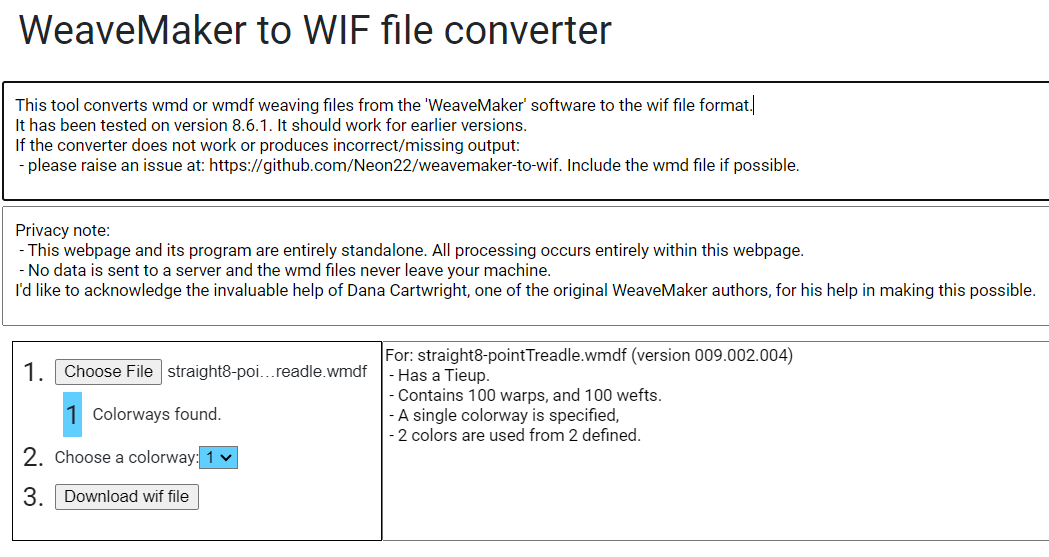 WeaveMaker to WIF file converter
This tool converts wmd or wmdf weaving files from the 'WeaveMaker' software to the wif file format.
It has been tested on version 8.6.1. It should work for earlier versions.
If the converter does not work or produces incorrect/missing output:
- please raise an issue at: https://github.com/Neon22/weavemaker-to-wif. Include the wmd file if possible.
Privacy note:
- This webpage and its program are entirely standalone. All processing occurs entirely within this webpage.
- No data is sent to a server and the wmd files never leave your machine.
I'd like to acknowledge the invaluable help of Dana Cartwright, one of the original WeaveMaker authors, for his help in making this possible.
1. Choose File straight8-poi...readle.wmdf
1 Colorways found.
2. Choose a colorway: 1
3. Download wif file
For: straight8-pointTreadle.wmdf (version 009.002.004)
- Has a Tieup.
- Contains 100 warps, and 100 wefts.
- A single colorway is specified,
- 2 colors are used from 2 defined.